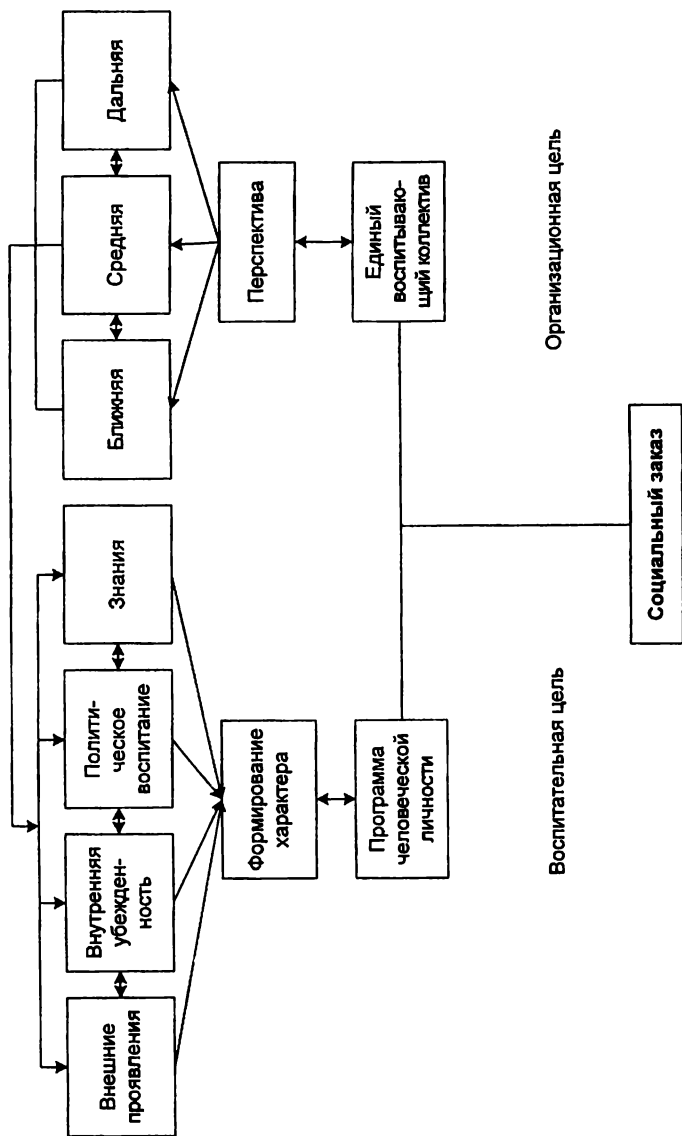 Внешние
проявления
Внутренняя
убежден-
ность
Полити-
ческое
воспитание
Знания
Ближняя
Средняя
Дальняя
Формирование
характера
Перспектива
Программа
человеческой
личности
Единый
воспитываю-
щий коллектив
Воспитательная цель
Организационная цель
Социальный заказ